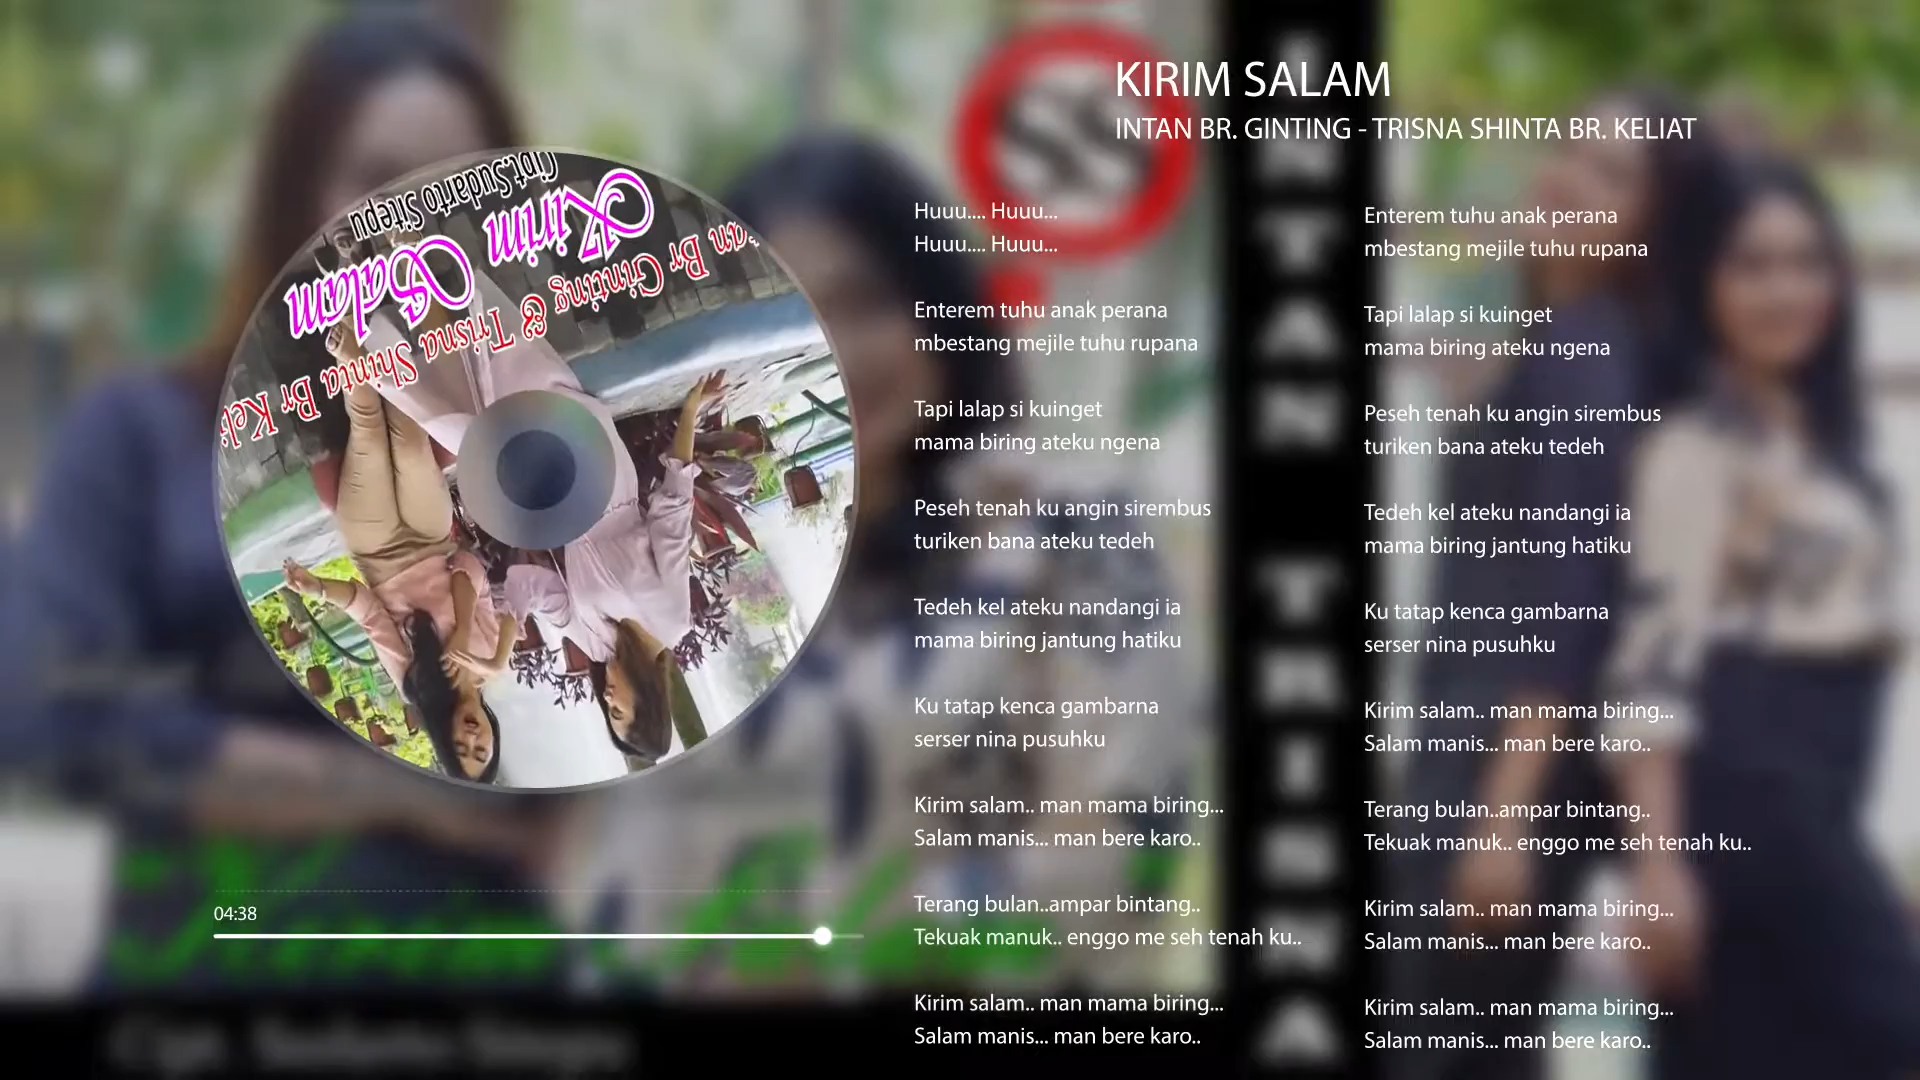 KIRIM SALAM
INTAN BR. GINTING - TRISNA SHINTA BR. KELIAT
Cipt.Sudarto Sitepu
Kirim Salam
an Br Ginting & Trisna Shinta Br Keli
04:38
Huuu.... Huuu...
Huuu.... Huuu...
Enterem tuhu anak perana
mbestang mejile tuhu rupana
Tapi lalap si kuinget
mama biring ateku ngena
Peseh tenah ku angin sirembus
turiken bana ateku tedeh
Tedeh kel ateku nandangi ia
mama biring jantung hatiku
Ku tatap kenca gambarna
serser nina pusuhku
Kirim salam.. man mama biring...
Salam manis... man bere karo..
Terang bulan..ampar bintang..
Tekuak manuk.. enggo me seh tenah ku..
Kirim salam.. man mama biring...
Salam manis... man bere karo..
Enterem tuhu anak perana
mbestang mejile tuhu rupana
Tapi lalap si kuinget
mama biring ateku ngena
Peseh tenah ku angin sirembus
turiken bana ateku tedeh
Tedeh kel ateku nandangi ia
mama biring jantung hatiku
Ku tatap kenca gambarna
serser nina pusuhku
Kirim salam.. man mama biring...
Salam manis... man bere karo..
Terang bulan..ampar bintang..
Tekuak manuk.. enggo me seh tenah ku..
Kirim salam.. man mama biring...
Salam manis... man bere karo..
Kirim salam.. man mama biring...
Salam manis... man bere karo..
INTAN TRISNA